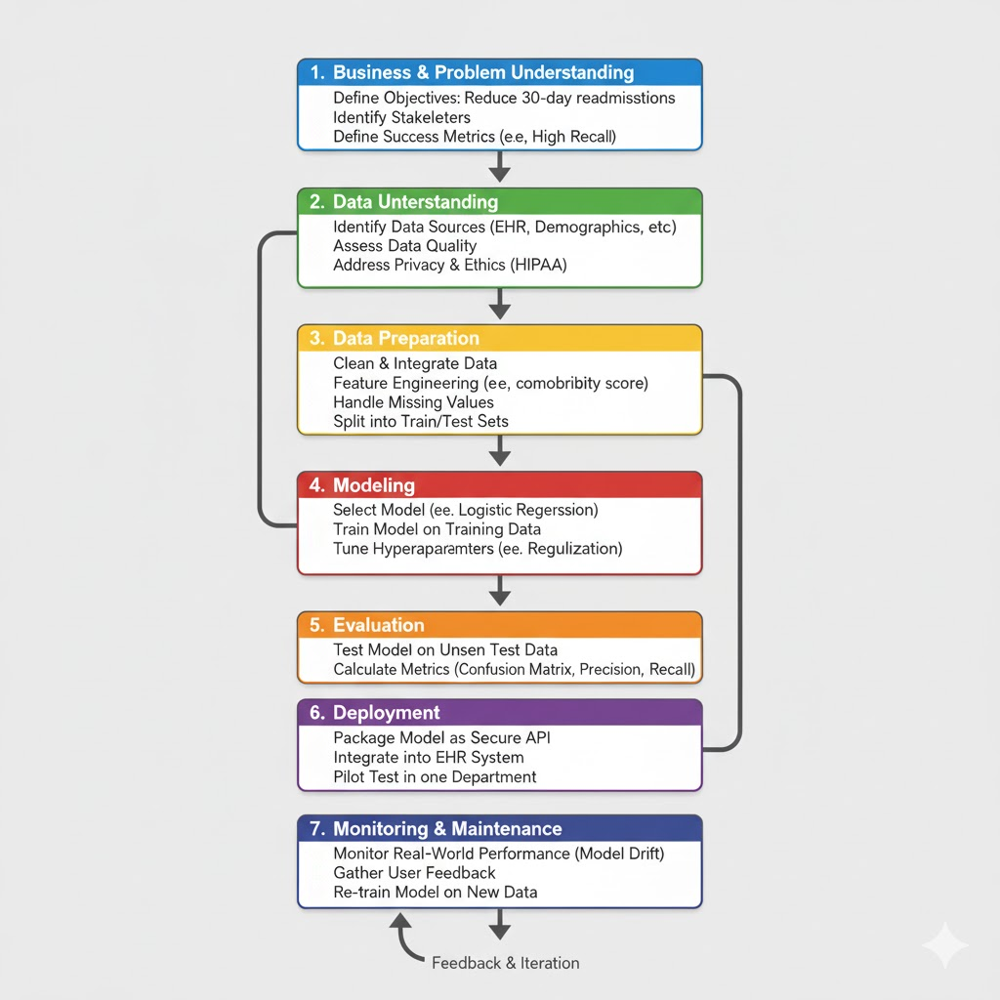 1. Business & Problem Understanding
Define Objectives: Reduce 30-day readmisstions
Identify Stakeleters
Define Success Metrics (e.e, High Recall)
2. Data Unterstanding
Identify Data Sources (EHR, Demographics, etc)
Assess Data Quality
Address Privacy & Ethics (HIPAA)
3. Data Preparation
Clean & Integrate Data
Feature Engineering (ee, comobribity score)
Handle Missing Values
Split into Train/Test Sets
4. Modeling
Select Model (ee. Logistic Regerssion)
Train Model on Training Data
Tune Hyperaparamters (ee. Regulization)
5. Evaluation
Test Model on Unsen Test Data
Calculate Metrics (Confusion Matrix, Precision, Recall)
6. Deployment
Package Model as Secure API
Integrate into EHR System
Pilot Test in one Department
7. Monitoring & Maintenance
Monitor Real-World Performance (Model Drift)
Gather User Feedback
Re-train Model on New Data
Feedback & Iteration